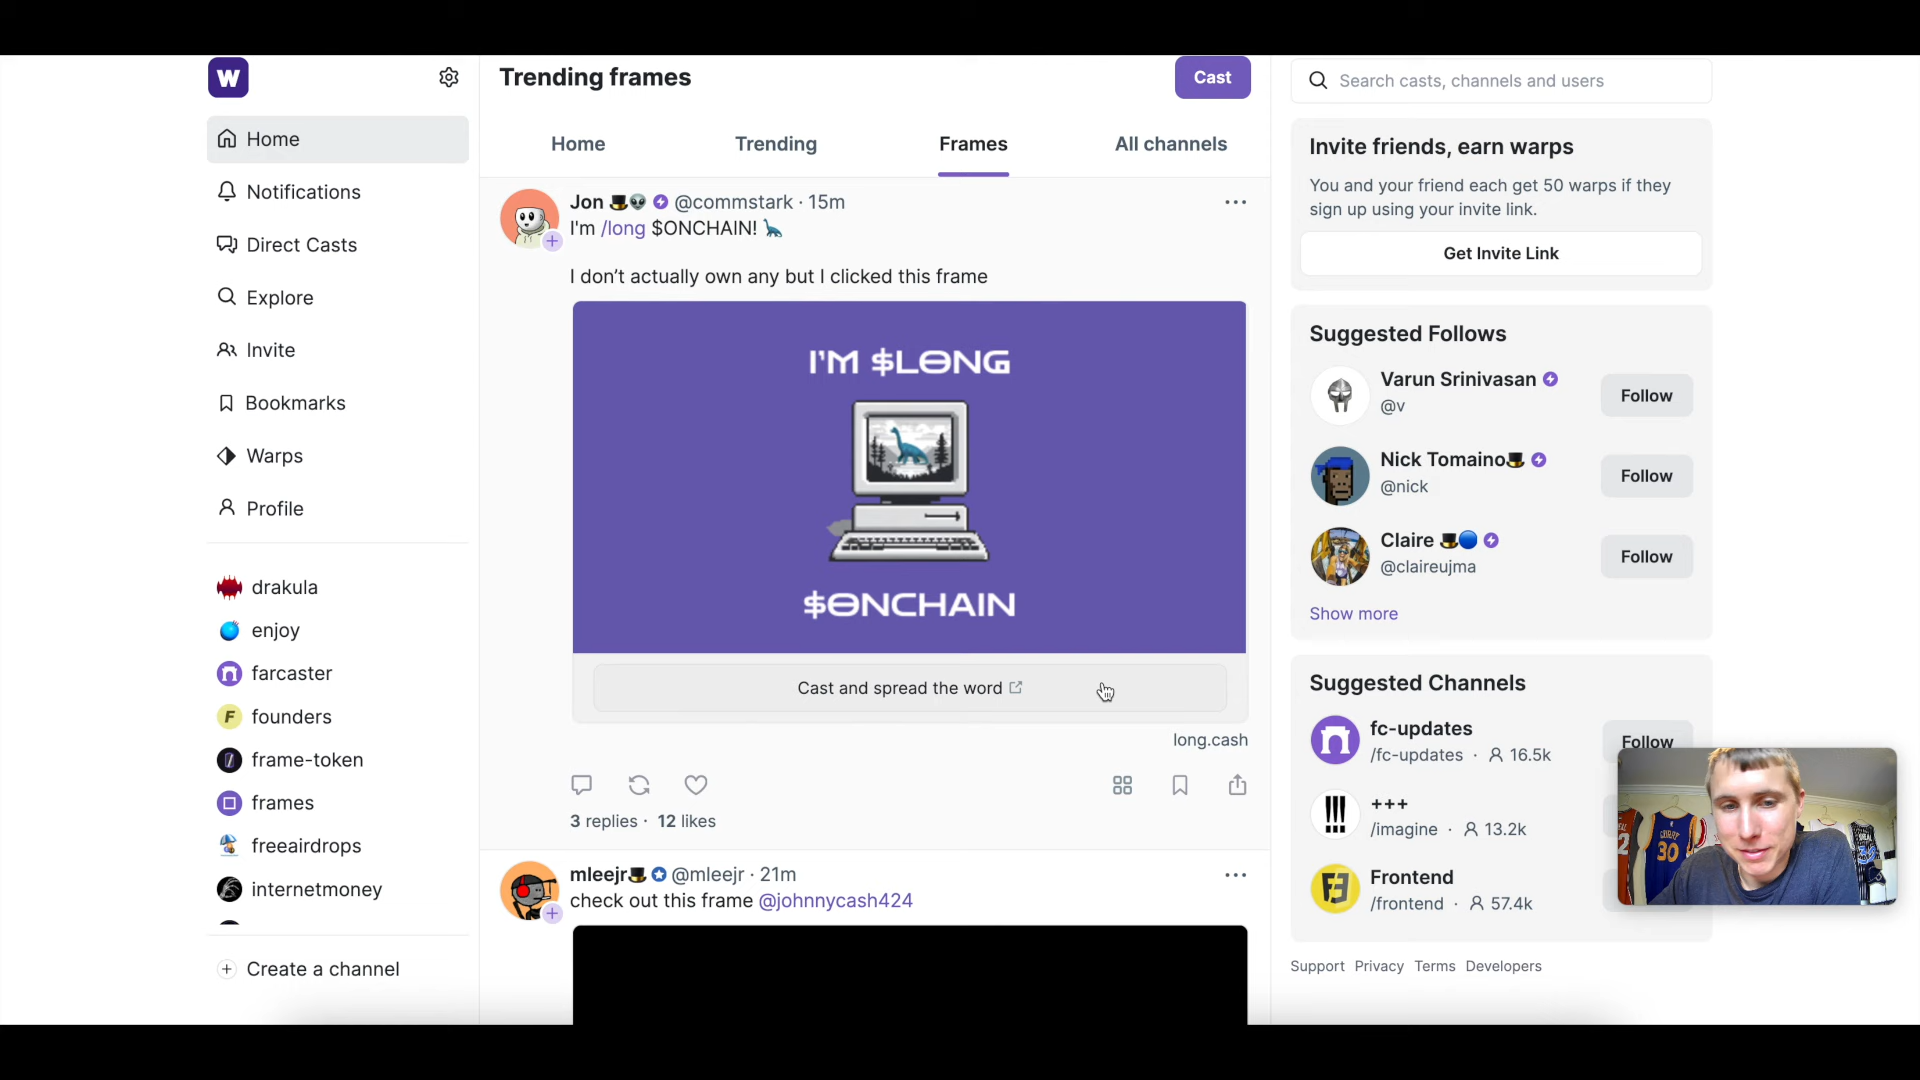 W
Trending frames
Cast
Search casts, channels and users
Home
Notifications
Direct Casts
Explore
Invite
Bookmarks
Warps
Profile
drakula
enjoy
farcaster
founders
frame-token
frames
freeairdrops
internetmoney
Create a channel
Home
Trending
Frames
All channels
Jon @commstark · 15m
I'm /long $ONCHAIN!
I don't actually own any but I clicked this frame
I'M $LONG
$ONCHAIN
Cast and spread the word
long.cash
3 replies · 12 likes
mleejr @mleejr · 21m
check out this frame @johnnycash424
Invite friends, earn warps
You and your friend each get 50 warps if they
sign up using your invite link.
Get Invite Link
Suggested Follows
Varun Srinivasan
@v
Follow
Nick Tomaino
@nick
Follow
Claire
@claireujma
Follow
Show more
Suggested Channels
fc-updates
/fc-updates · 16.5k
Follow
+++
/imagine · 13.2k
Frontend
/frontend · 57.4k
Support Privacy Terms Developers
CURRY
30